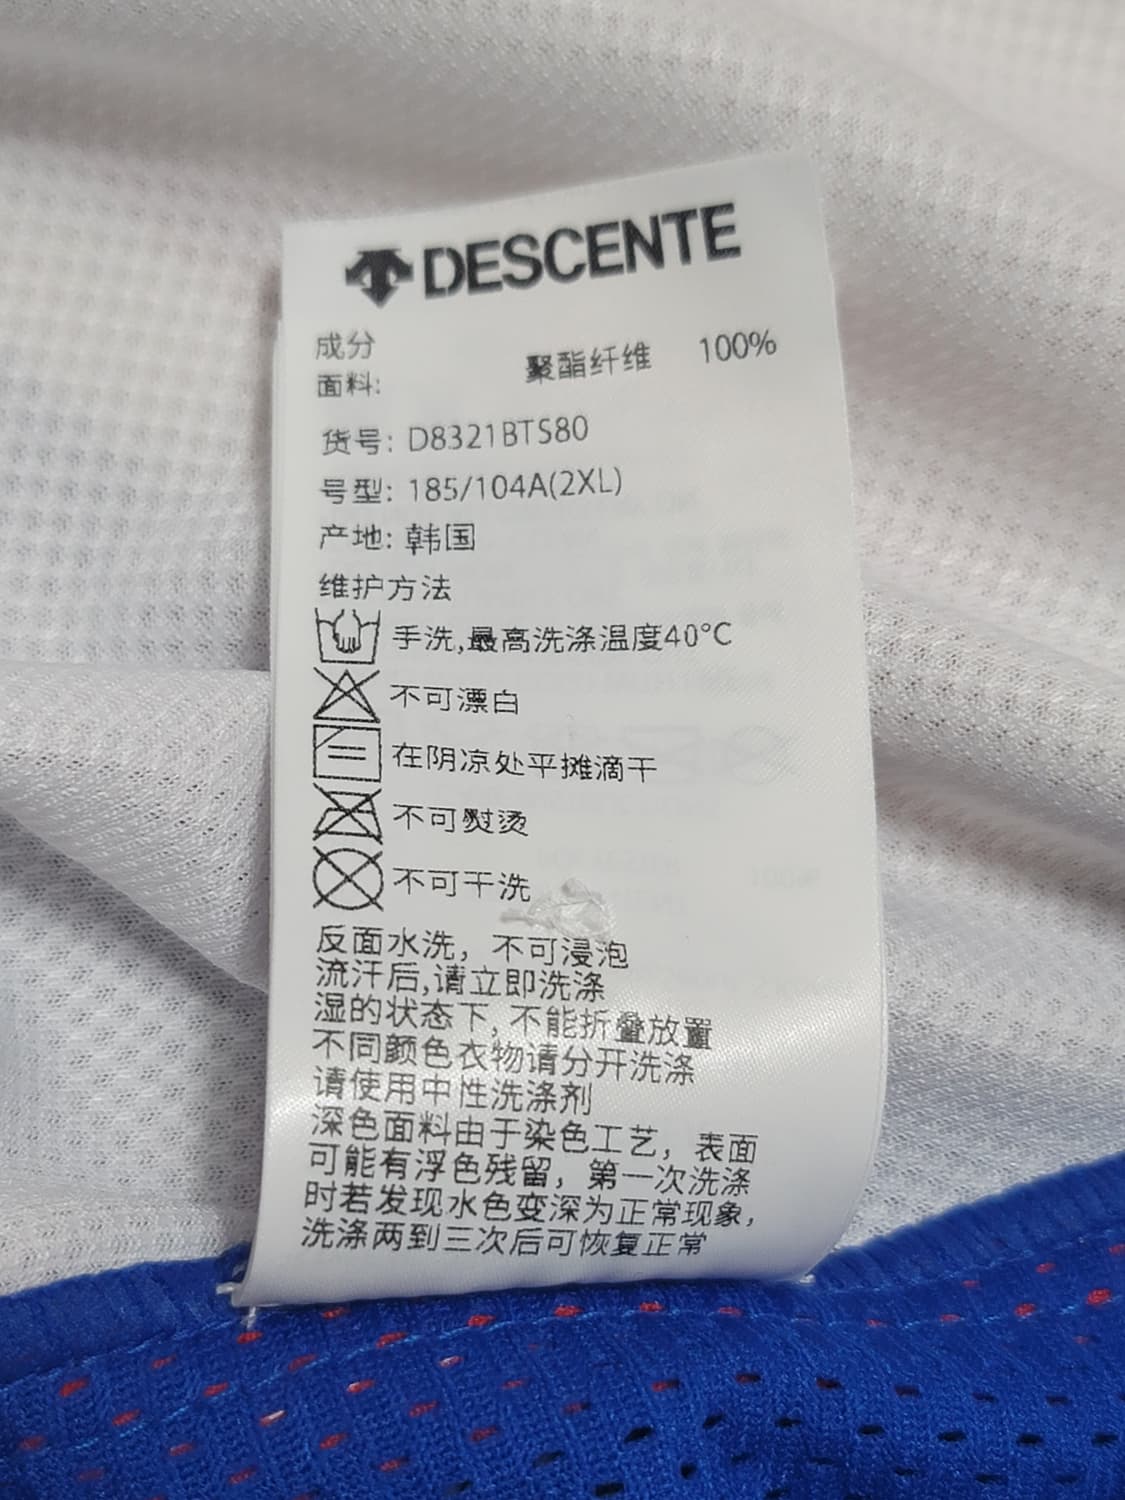 DESCENTE
成分
面料: 聚酯纤维 100%
货号: D8321BTS80
号型: 185/104A(2XL)
产地: 韩国
维护方法
手洗,最高洗涤温度40°C
不可漂白
在阴凉处平摊滴干
不可熨烫
不可干洗
反面水洗，不可浸泡
流汗后,请立即洗涤
湿的状态下,不能折叠放置
不同颜色衣物请分开洗涤
请使用中性洗涤剂
深色面料由于染色工艺，表面
可能有浮色残留，第一次洗涤
时若发现水色变深为正常现象，
洗涤两到三次后可恢复正常